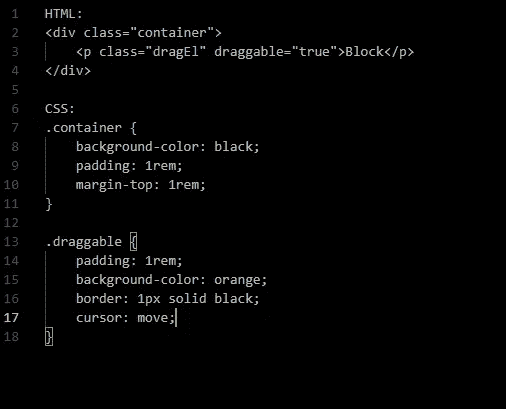 1 HTML:
2 <div class="container">
3     <p class="dragEl" draggable="true">Block</p>
4 </div>
5
6 CSS:
7 .container {
8     background-color: black;
9     padding: 1rem;
10     margin-top: 1rem;
11 }
12
13 .draggable {
14     padding: 1rem;
15     background-color: orange;
16     border: 1px solid black;
17     cursor: move;
18 }